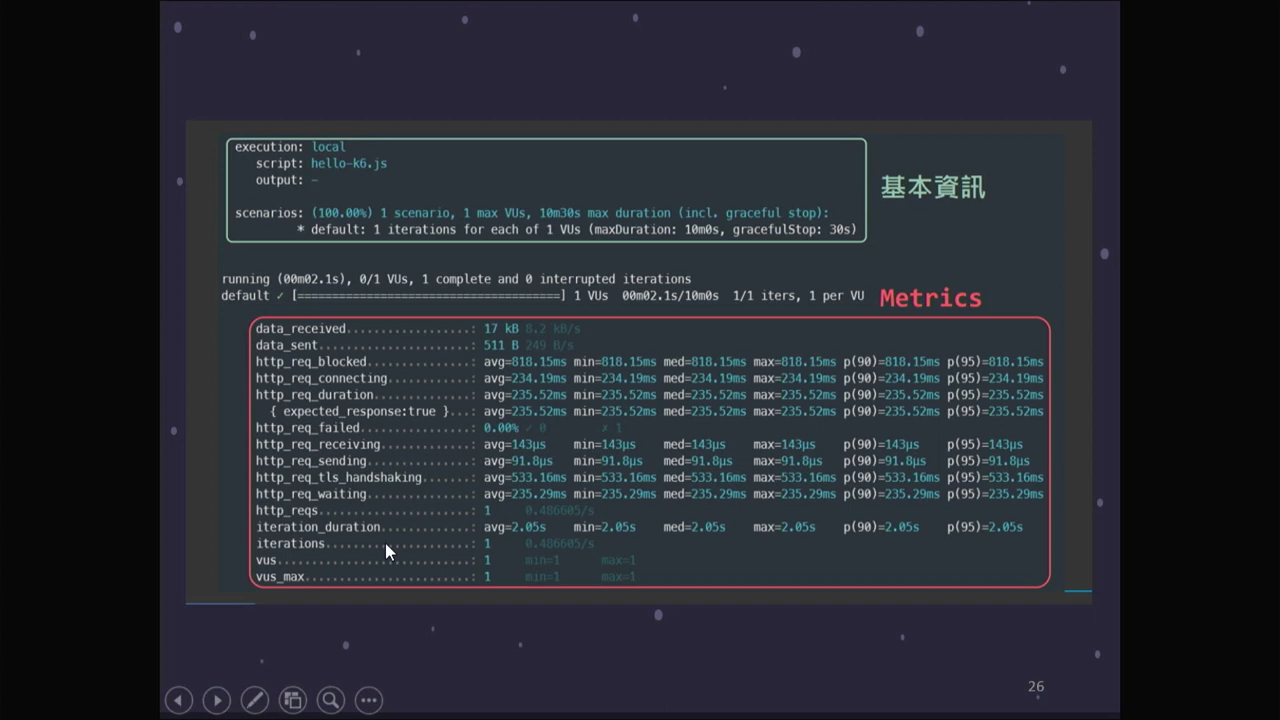 execution: local
script: hello-k6.js
output: -
基本資訊
scenarios: (100.00%) 1 scenario, 1 max VUs, 10m30s max duration (incl. graceful stop):
* default: 1 iterations for each of 1 VUs (maxDuration: 10m0s, gracefulStop: 30s)
running (00m02.1s), 0/1 VUs, 1 complete and 0 interrupted iterations
default ✓ [======================================] 1 VUs  00m02.1s/10m0s  1/1 iters, 1 per VU
Metrics
data_received..................: 17 kB 8.2 kB/s
data_sent......................: 511 B 249 B/s
http_req_blocked...............: avg=818.15ms min=818.15ms med=818.15ms max=818.15ms p(90)=818.15ms p(95)=818.15ms
http_req_connecting............: avg=234.19ms min=234.19ms med=234.19ms max=234.19ms p(90)=234.19ms p(95)=234.19ms
http_req_duration..............: avg=235.52ms min=235.52ms med=235.52ms max=235.52ms p(90)=235.52ms p(95)=235.52ms
{ expected_response:true }...: avg=235.52ms min=235.52ms med=235.52ms max=235.52ms p(90)=235.52ms p(95)=235.52ms
http_req_failed................: 0.00% ✓ 0 ✗ 1
http_req_receiving.............: avg=143µs min=143µs med=143µs max=143µs p(90)=143µs p(95)=143µs
http_req_sending...............: avg=91.8µs min=91.8µs med=91.8µs max=91.8µs p(90)=91.8µs p(95)=91.8µs
http_req_tls_handshaking.......: avg=533.16ms min=533.16ms med=533.16ms max=533.16ms p(90)=533.16ms p(95)=533.16ms
http_req_waiting...............: avg=235.29ms min=235.29ms med=235.29ms max=235.29ms p(90)=235.29ms p(95)=235.29ms
http_reqs......................: 1 0.486605/s
iteration_duration.............: avg=2.05s min=2.05s med=2.05s max=2.05s p(90)=2.05s p(95)=2.05s
iterations.....................: 1 0.486605/s
vus............................: 1 min=1 max=1
vus_max........................: 1 min=1 max=1
26